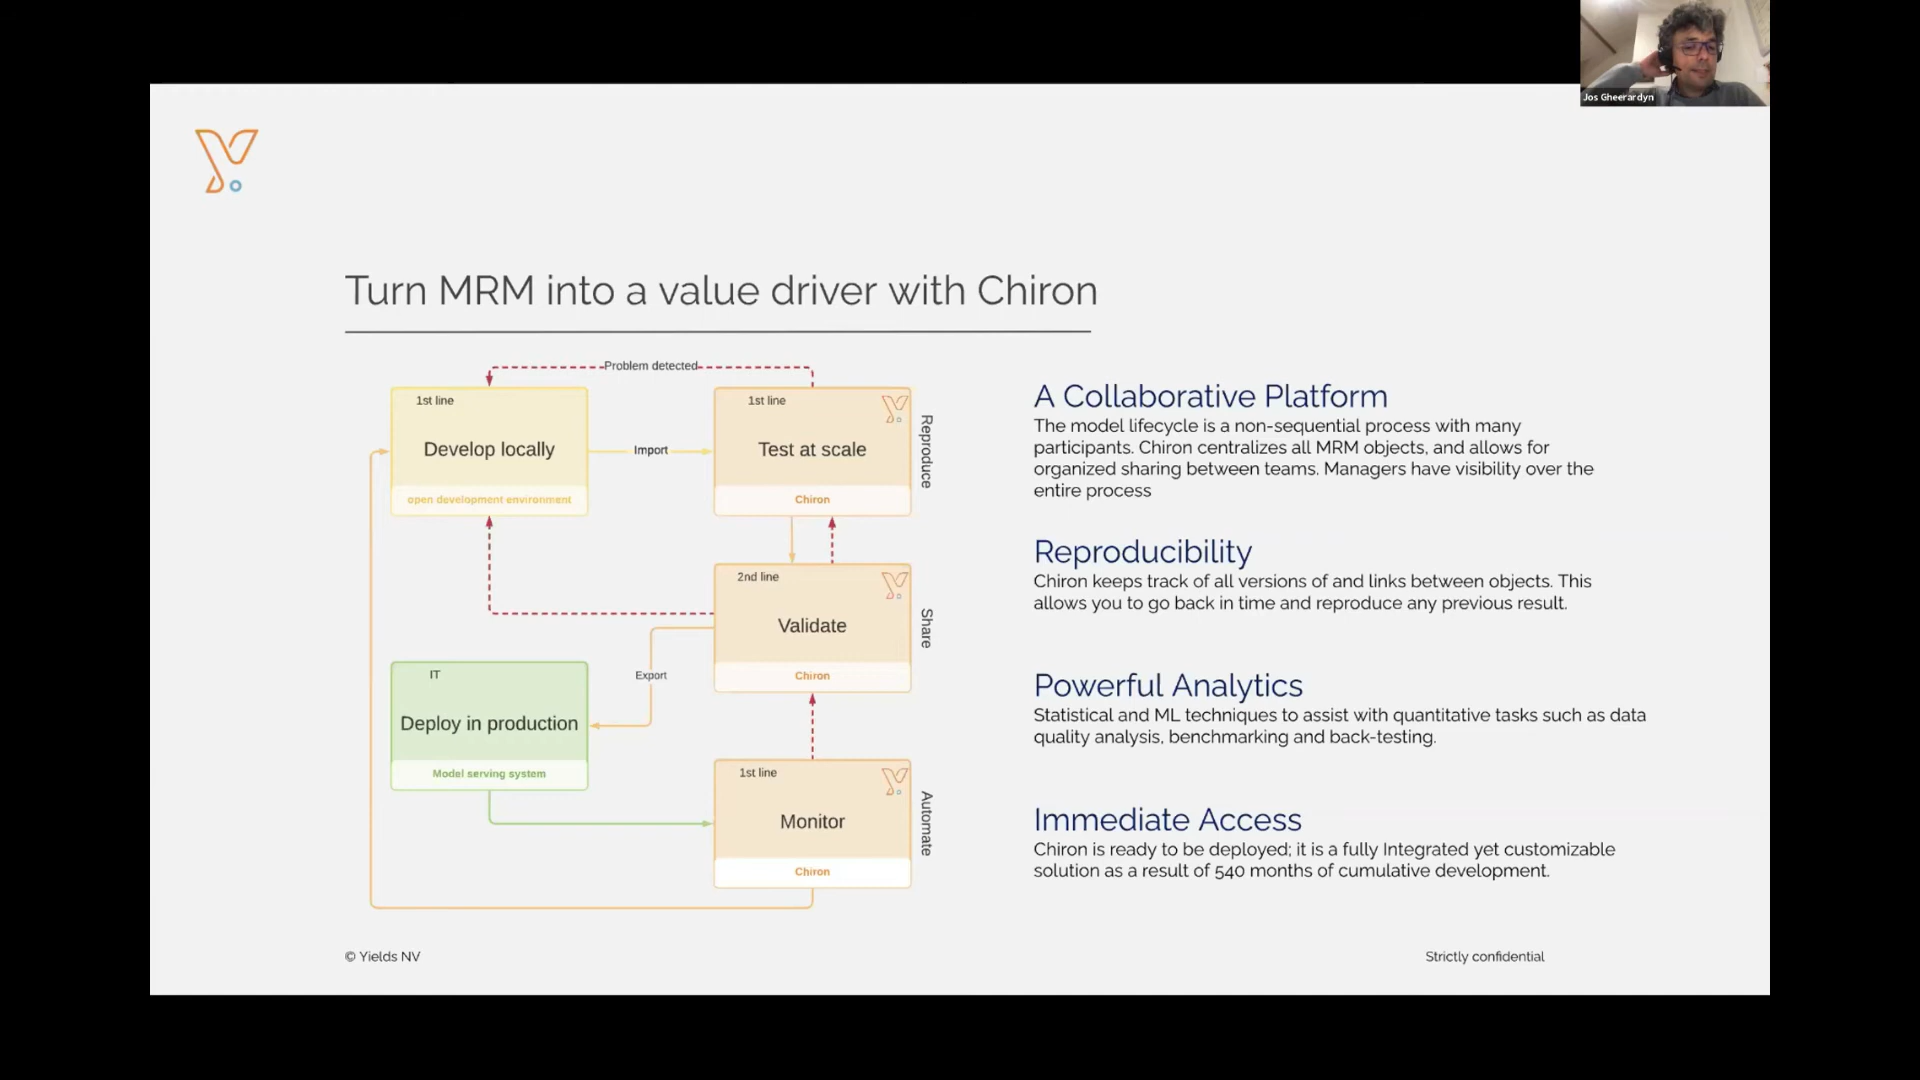 Jos Gheerardyn
Turn MRM into a value driver with Chiron
Problem detected
1st line
Develop locally
open development environment
Import
1st line
Test at scale
Chiron
Reproduce
2nd line
Validate
Chiron
Share
Export
IT
Deploy in production
Model serving system
1st line
Monitor
Chiron
Automate
A Collaborative Platform
The model lifecycle is a non-sequential process with many
participants. Chiron centralizes all MRM objects, and allows for
organized sharing between teams. Managers have visibility over the
entire process
Reproducibility
Chiron keeps track of all versions of and links between objects. This
allows you to go back in time and reproduce any previous result.
Powerful Analytics
Statistical and ML techniques to assist with quantitative tasks such as data
quality analysis, benchmarking and back-testing.
Immediate Access
Chiron is ready to be deployed; it is a fully Integrated yet customizable
solution as a result of 540 months of cumulative development.
© Yields NV
Strictly confidential